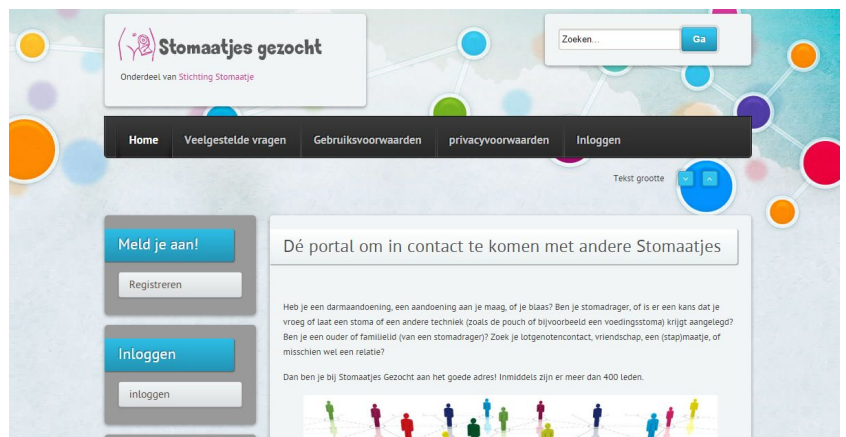 Stomaatjes gezocht
Onderdeel van Stichting Stomaatje
Zoeken...
Ga
Home
Veelgestelde vragen
Gebruiksvoorwaarden
privacyvoorwaarden
Inloggen
Tekst grootte
Meld je aan!
Registreren
Inloggen
inloggen
Dé portal om in contact te komen met andere Stomaatjes
Heb je een darmaandoening, een aandoening aan je maag, of je blaas? Ben je stomadrager, of is er een kans dat je
vroeg of laat een stoma of een andere techniek (zoals de pouch of bijvoorbeeld een voedingsstoma) krijgt aangelegd?
Ben je een ouder of familielid (van een stomadrager)? Zoek je lotgenotencontact, vriendschap, een (stap)maatje, of
misschien wel een relatie?
Dan ben je bij Stomaatjes Gezocht aan het goede adres! Inmiddels zijn er meer dan 400 leden.